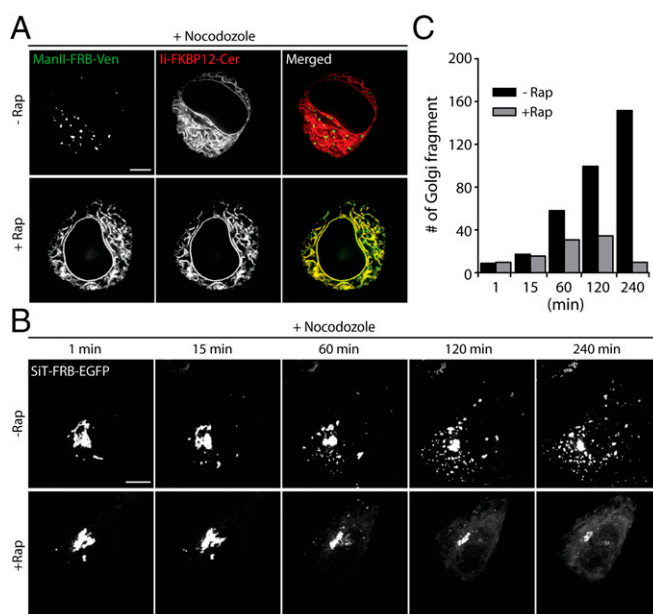 A
+ Nocodozole
ManII-FRB-Ven
Ii-FKBP12-Cer
Merged
- Rap
+ Rap
C
# of Golgi fragment
200
160
120
80
40
0
- Rap
+Rap
1
15
60
120
240
(min)
B
+ Nocodozole
1 min
15 min
60 min
120 min
240 min
SiT-FRB-EGFP
-Rap
+Rap